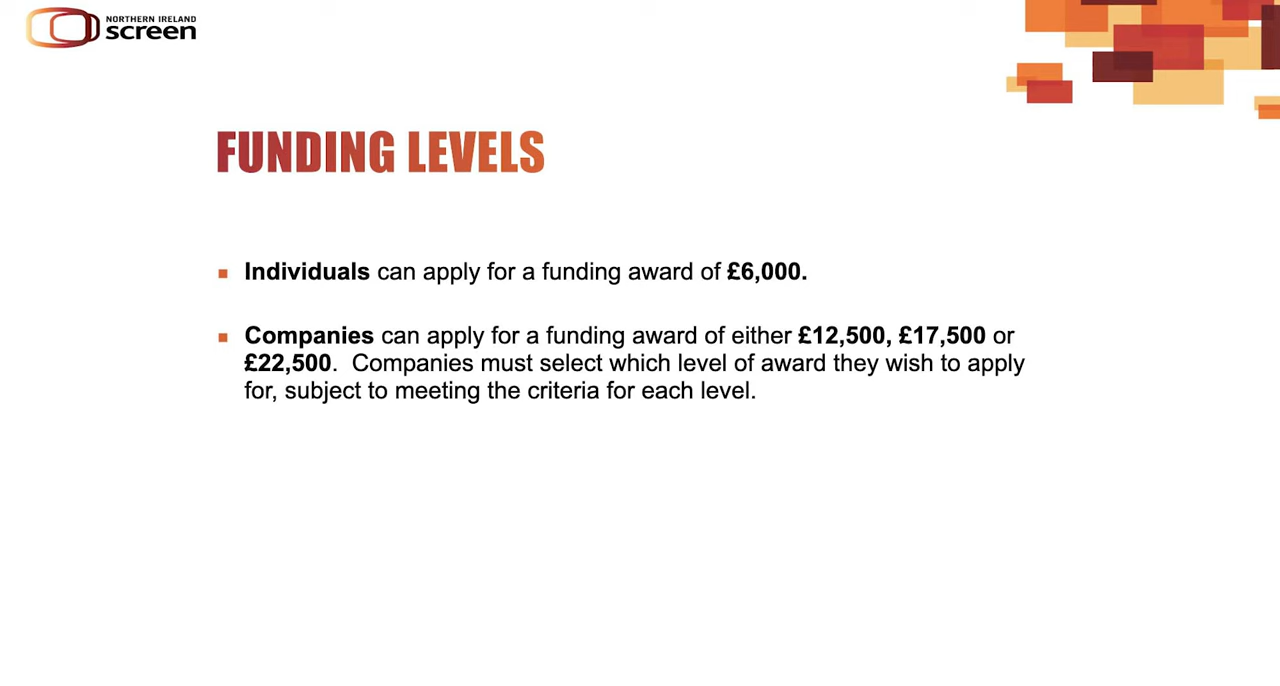 NORTHERN IRELAND
screen
FUNDING LEVELS
Individuals can apply for a funding award of £6,000.
Companies can apply for a funding award of either £12,500, £17,500 or
£22,500.  Companies must select which level of award they wish to apply
for, subject to meeting the criteria for each level.